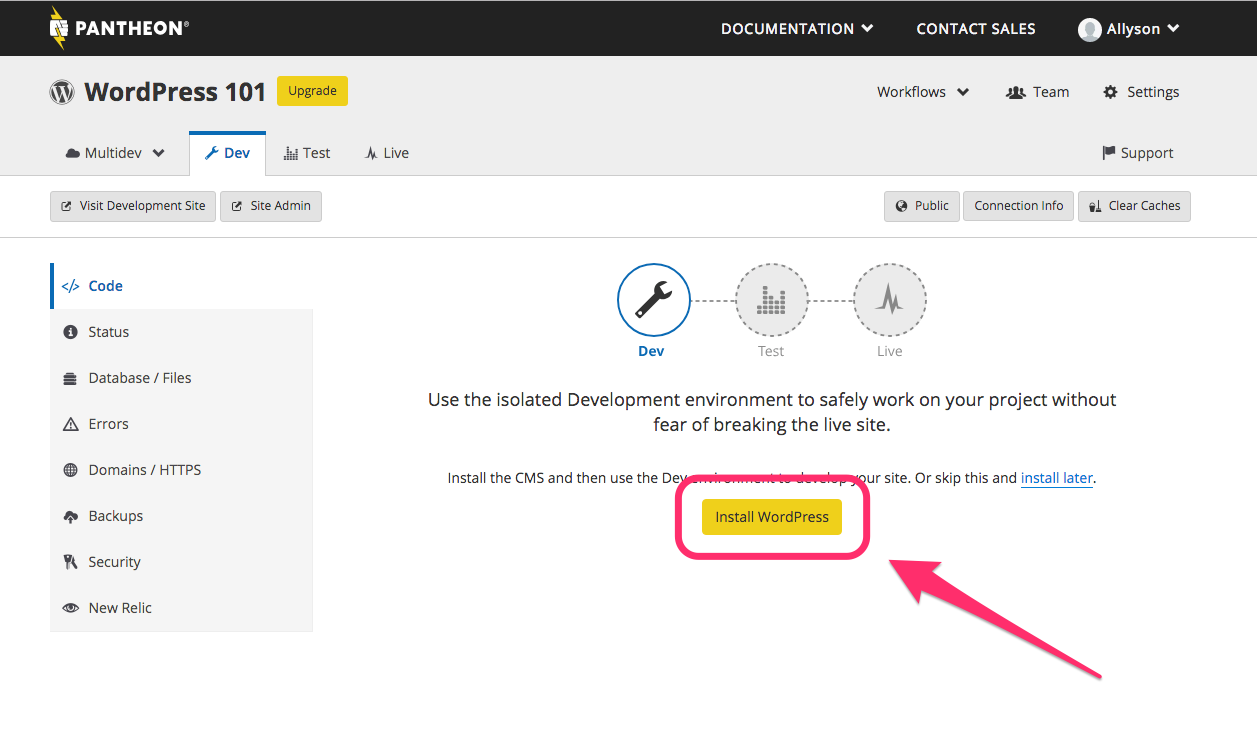 PANTHEON®
DOCUMENTATION
CONTACT SALES
Allyson
WordPress 101
Upgrade
Workflows
Team
Settings
Multidev
Dev
Test
Live
Support
Visit Development Site
Site Admin
Public
Connection Info
Clear Caches
</> Code
Status
Database / Files
Errors
Domains / HTTPS
Backups
Security
New Relic
Dev
Test
Live
Use the isolated Development environment to safely work on your project without
fear of breaking the live site.
Install the CMS and then use the Dev environment to develop your site. Or skip this and install later.
Install WordPress